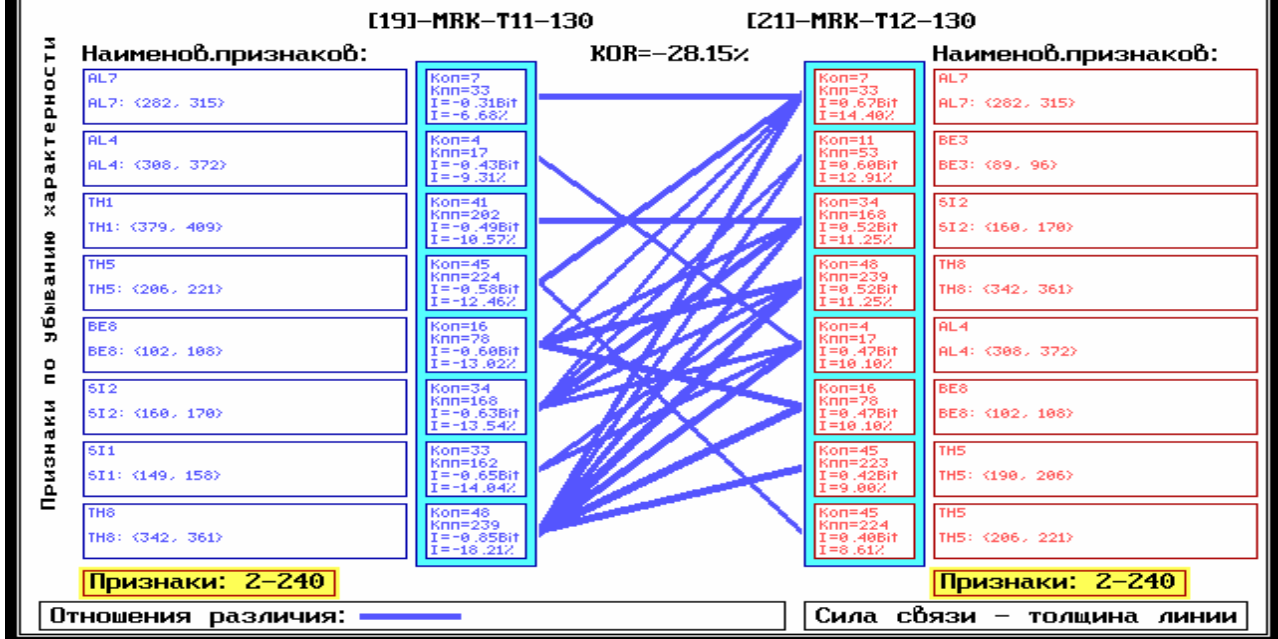 [19]-MRK-T11-130
[21]-MRK-T12-130
Признаки по убыванию характерности
Наименов.признаков:
KOR=-28.15%
Наименов.признаков:
AL7
AL7: {282, 315}
Коп=7
Кпп=33
I=-0.31Bit
I=-6.68%
Коп=7
Кпп=33
I=0.67Bit
I=14.40%
AL7
AL7: {282, 315}
AL4
AL4: {308, 372}
Коп=4
Кпп=17
I=-0.43Bit
I=-9.31%
Коп=11
Кпп=53
I=0.60Bit
I=12.91%
BE3
BE3: {89, 96}
TH1
TH1: {379, 409}
Коп=41
Кпп=202
I=-0.49Bit
I=-10.57%
Коп=34
Кпп=168
I=0.52Bit
I=11.25%
SI2
SI2: {160, 170}
TH5
TH5: {206, 221}
Коп=45
Кпп=224
I=-0.58Bit
I=-12.46%
Коп=48
Кпп=239
I=0.52Bit
I=11.25%
TH8
TH8: {342, 361}
BE8
BE8: {102, 108}
Коп=16
Кпп=78
I=-0.60Bit
I=-13.02%
Коп=4
Кпп=17
I=0.47Bit
I=10.10%
AL4
AL4: {308, 372}
SI2
SI2: {160, 170}
Коп=34
Кпп=168
I=-0.63Bit
I=-13.54%
Коп=16
Кпп=78
I=0.47Bit
I=10.10%
BE8
BE8: {102, 108}
SI1
SI1: {149, 158}
Коп=33
Кпп=162
I=-0.65Bit
I=-14.04%
Коп=45
Кпп=223
I=0.42Bit
I=9.00%
TH5
TH5: {190, 206}
TH8
TH8: {342, 361}
Коп=48
Кпп=239
I=-0.85Bit
I=-18.21%
Коп=45
Кпп=224
I=0.40Bit
I=8.61%
TH5
TH5: {206, 221}
Признаки: 2-240
Признаки: 2-240
Отношения различия:
Сила связи - толщина линии